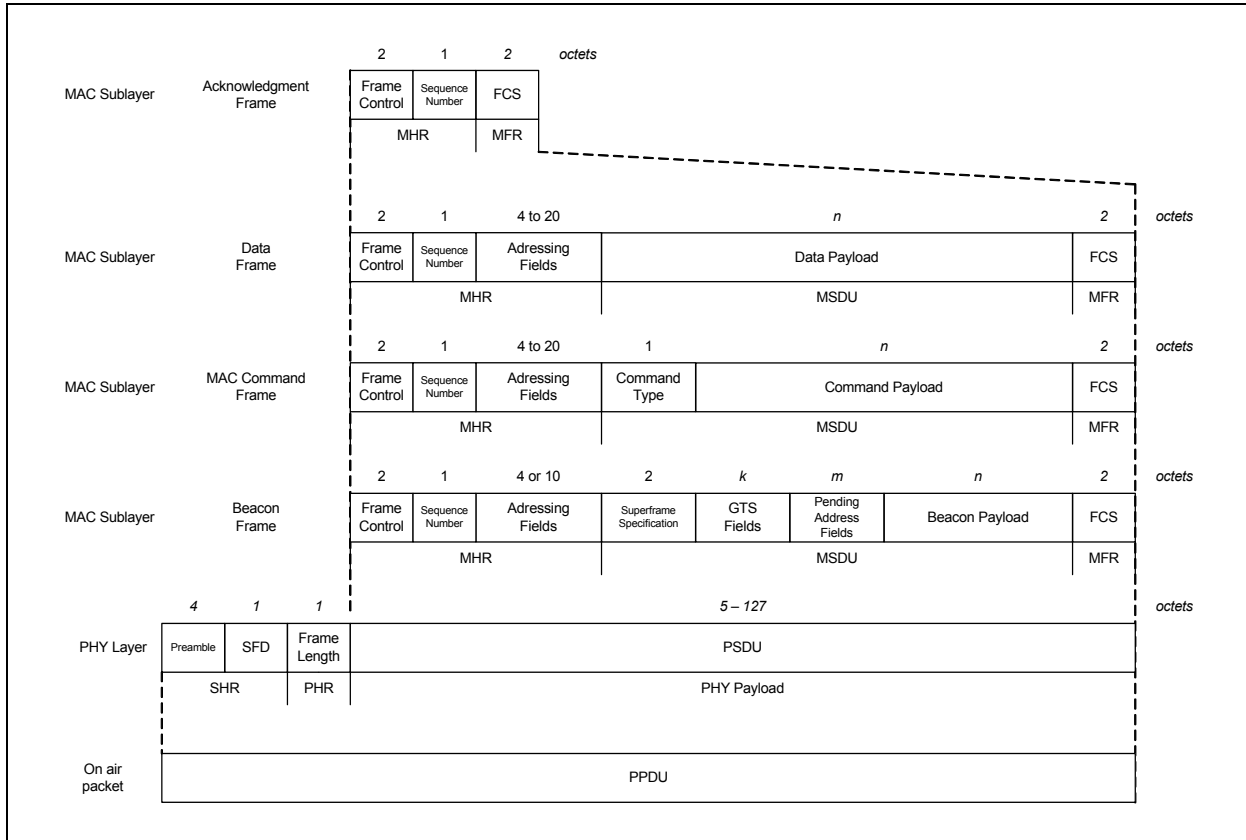 2 1 2 octets
MAC Sublayer
Acknowledgment
Frame
Frame
Control
Sequence
Number
FCS
MHR MFR
2 1 4 to 20 n 2 octets
MAC Sublayer
Data
Frame
Frame
Control
Sequence
Number
Adressing
Fields
Data Payload
FCS
MHR MSDU MFR
2 1 4 to 20 1 n 2 octets
MAC Sublayer
MAC Command
Frame
Frame
Control
Sequence
Number
Adressing
Fields
Command
Type
Command Payload
FCS
MHR MSDU MFR
2 1 4 or 10 2 k m n 2 octets
MAC Sublayer
Beacon
Frame
Frame
Control
Sequence
Number
Adressing
Fields
Superframe
Specification
GTS
Fields
Pending
Address
Fields
Beacon Payload
FCS
MHR MSDU MFR
4 1 1 5 – 127 octets
PHY Layer
Preamble
SFD
Frame
Length
PSDU
SHR PHR PHY Payload
On air
packet
PPDU